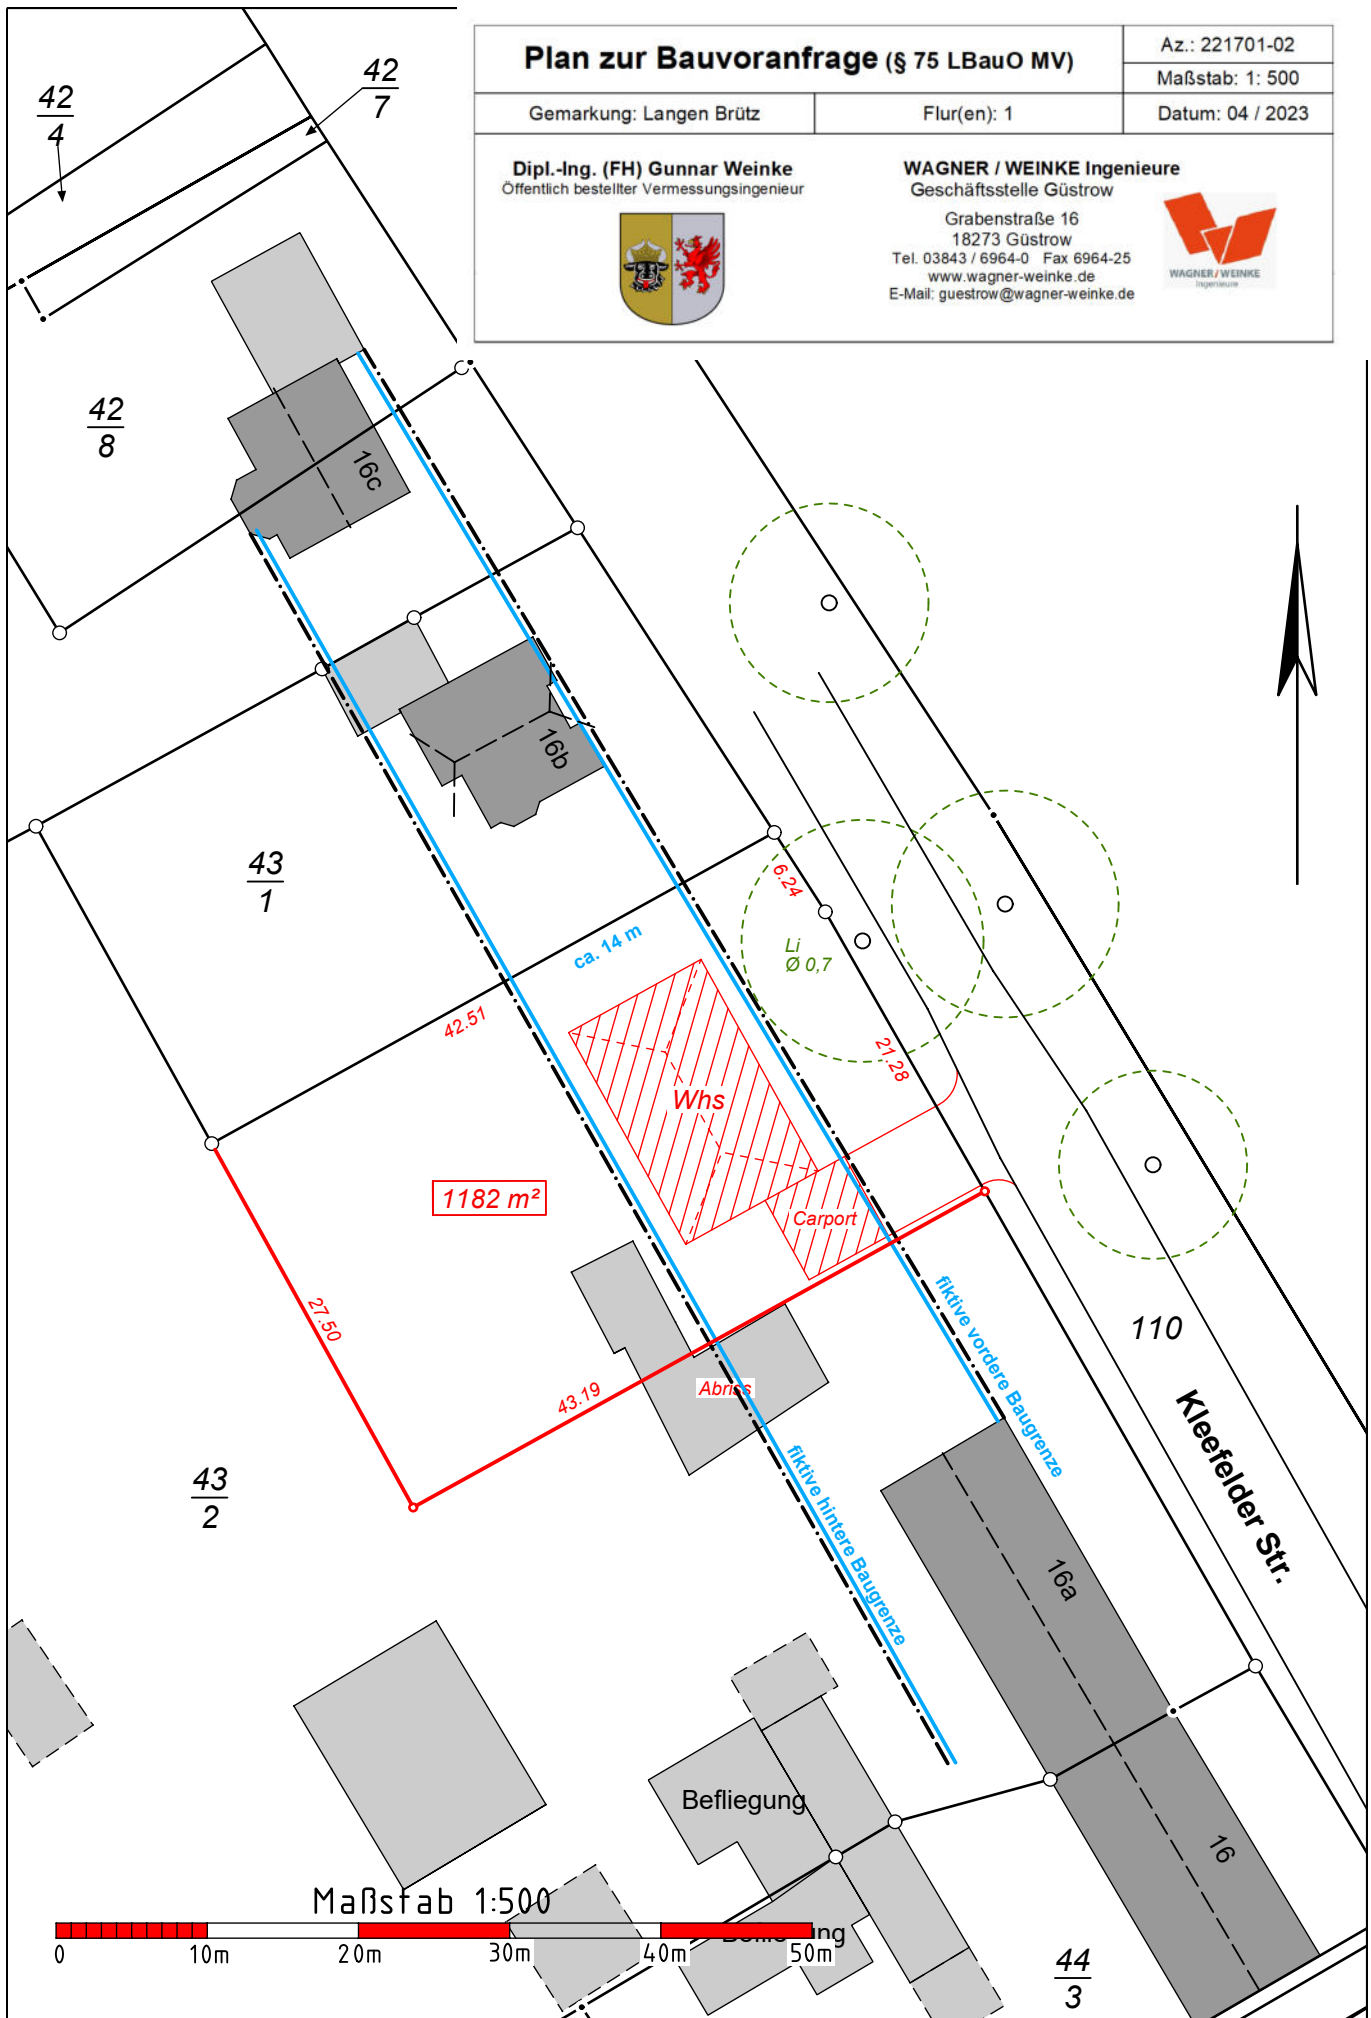 Plan zur Bauvoranfrage (§ 75 LBauO MV)
Az.: 221701-02
Maßstab: 1: 500
Gemarkung: Langen Brütz
Flur(en): 1
Datum: 04 / 2023
Dipl.-Ing. (FH) Gunnar Weinke
Öffentlich bestellter Vermessungsingenieur
WAGNER / WEINKE Ingenieure
Geschäftsstelle Güstrow
Grabenstraße 16
18273 Güstrow
Tel. 03843 / 6964-0 Fax 6964-25
www.wagner-weinke.de
E-Mail: guestrow@wagner-weinke.de
WAGNER/WEINKE
Ingenieure
42
4
42
7
42
8
16c
16b
43
1
6.24
ca. 14 m
Li
Ø 0,7
42.51
21.28
Whs
1182 m²
Carport
27.50
fiktive vordere Baugrenze
110
43.19
Abriss
Kleefelder Str.
fiktive hintere Baugrenze
43
2
16a
Befliegung
16
Maßstab 1:500
0
10m
20m
30m
40m
50m
Befliegung
44
3